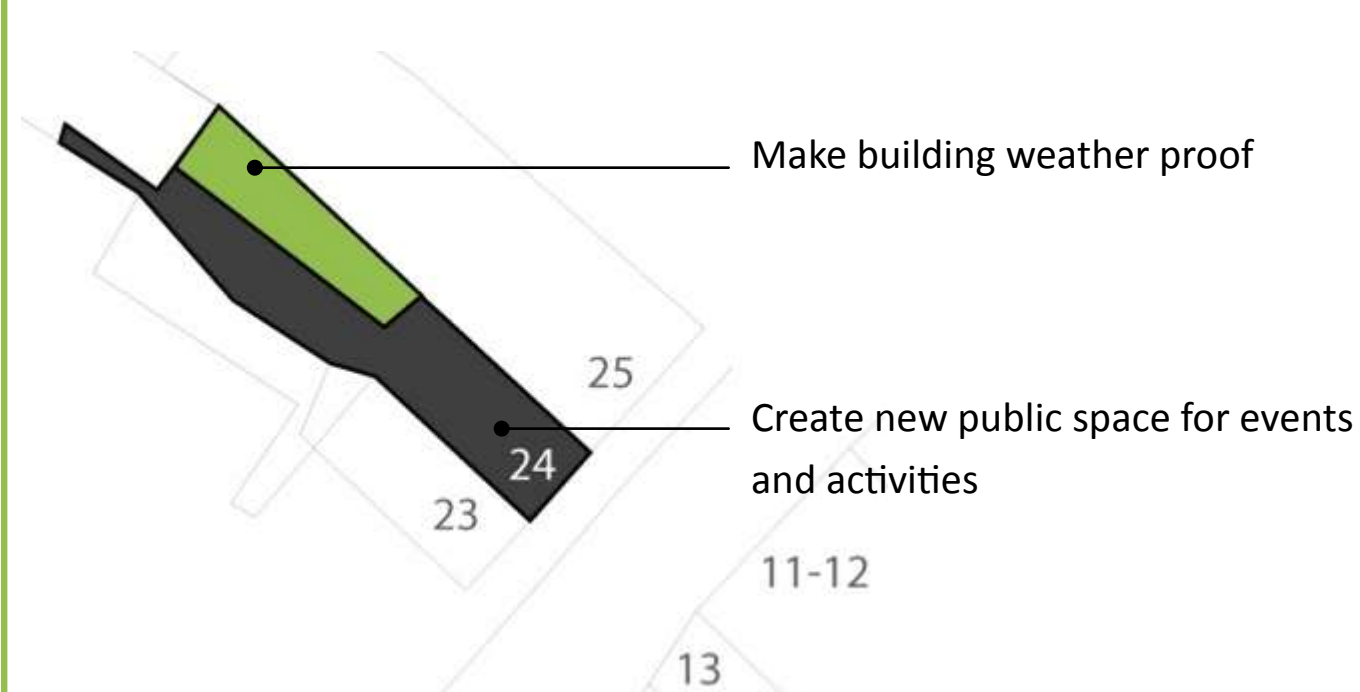 Make building weather proof
25
Create new public space for events
and activities
24
23
11-12
13